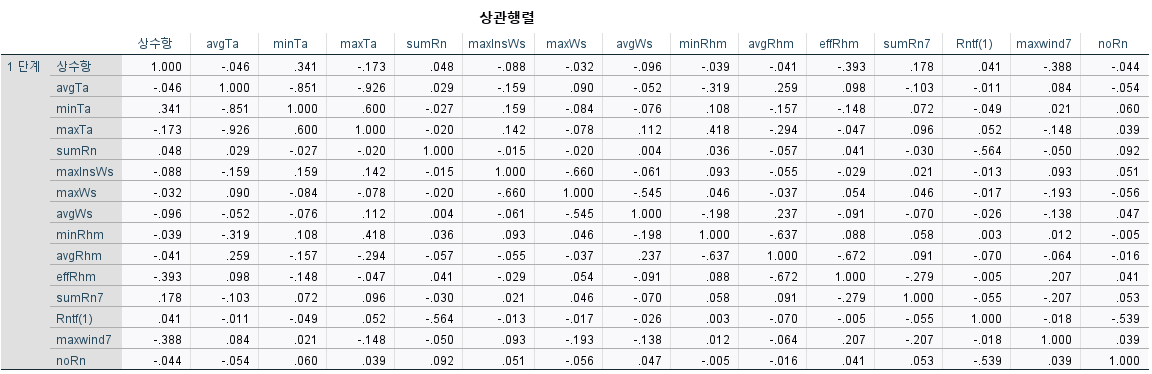 상관행렬
상수항 avgTa minTa maxTa sumRn maxInsWs maxWs avgWs minRhm avgRhm effRhm sumRn7 Rntf(1) maxwind7 noRn
1 단계 상수항 1.000 -.046 .341 -.173 .048 -.088 -.032 -.096 -.039 -.041 -.393 .178 .041 -.388 -.044
avgTa -.046 1.000 -.851 -.926 .029 -.159 .090 -.052 -.319 .259 .098 -.103 -.011 .084 -.054
minTa .341 -.851 1.000 .600 -.027 .159 -.084 -.076 .108 -.157 -.148 .072 -.049 .021 .060
maxTa -.173 -.926 .600 1.000 -.020 .142 -.078 .112 .418 -.294 -.047 .096 .052 -.148 .039
sumRn .048 .029 -.027 -.020 1.000 -.015 -.020 .004 .036 -.057 .041 -.030 -.564 -.050 .092
maxInsWs -.088 -.159 .159 .142 -.015 1.000 -.660 -.061 .093 -.055 -.029 .021 -.013 .093 .051
maxWs -.032 .090 -.084 -.078 -.020 -.660 1.000 -.545 .046 -.037 .054 .046 -.017 -.193 -.056
avgWs -.096 -.052 -.076 .112 .004 -.061 -.545 1.000 -.198 .237 -.091 -.070 -.026 -.138 .047
minRhm -.039 -.319 .108 .418 .036 .093 .046 -.198 1.000 -.637 .088 .058 .003 .012 -.005
avgRhm -.041 .259 -.157 -.294 -.057 -.055 -.037 .237 -.637 1.000 -.672 .091 -.070 -.064 -.016
effRhm -.393 .098 -.148 -.047 .041 -.029 .054 -.091 .088 -.672 1.000 -.279 -.005 .207 .041
sumRn7 .178 -.103 .072 .096 -.030 .021 .046 -.070 .058 .091 -.279 1.000 -.055 -.207 .053
Rntf(1) .041 -.011 -.049 .052 -.564 -.013 -.017 -.026 .003 -.070 -.005 -.055 1.000 -.018 -.539
maxwind7 -.388 .084 .021 -.148 -.050 .093 -.193 -.138 .012 -.064 .207 -.207 -.018 1.000 .039
noRn -.044 -.054 .060 .039 .092 .051 -.056 .047 -.005 -.016 .041 .053 -.539 .039 1.000